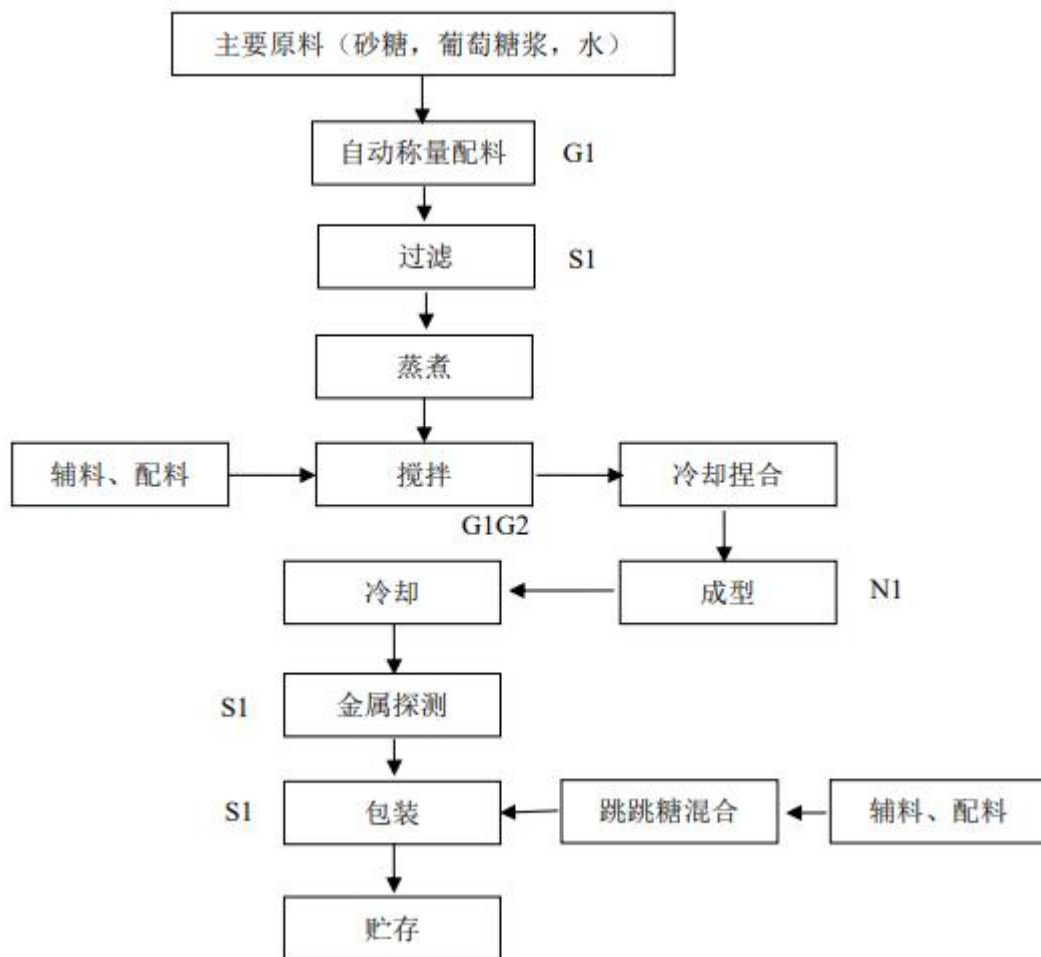 主要原料（砂糖，葡萄糖浆，水）
自动称量配料
G1
过滤
S1
蒸煮
辅料、配料
搅拌
冷却捏合
G1G2
冷却
成型
N1
S1
金属探测
S1
包装
跳跳糖混合
辅料、配料
贮存